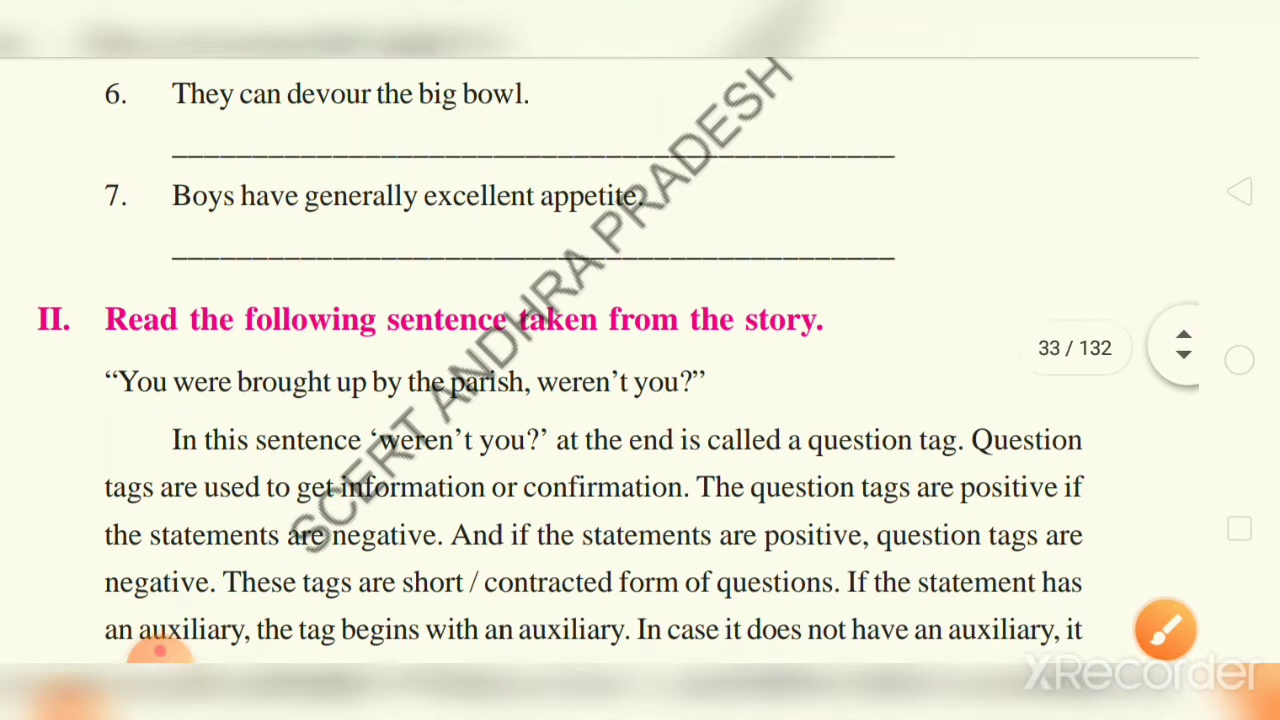 6. They can devour the big bowl.
7. Boys have generally excellent appetite.
II. Read the following sentence taken from the story.
33 / 132
“You were brought up by the parish, weren’t you?”
In this sentence ‘weren’t you?’ at the end is called a question tag. Question
tags are used to get information or confirmation. The question tags are positive if
the statements are negative. And if the statements are positive, question tags are
negative. These tags are short / contracted form of questions. If the statement has
an auxiliary, the tag begins with an auxiliary. In case it does not have an auxiliary, it
SCERT ANDHRA PRADESH
XRecorder